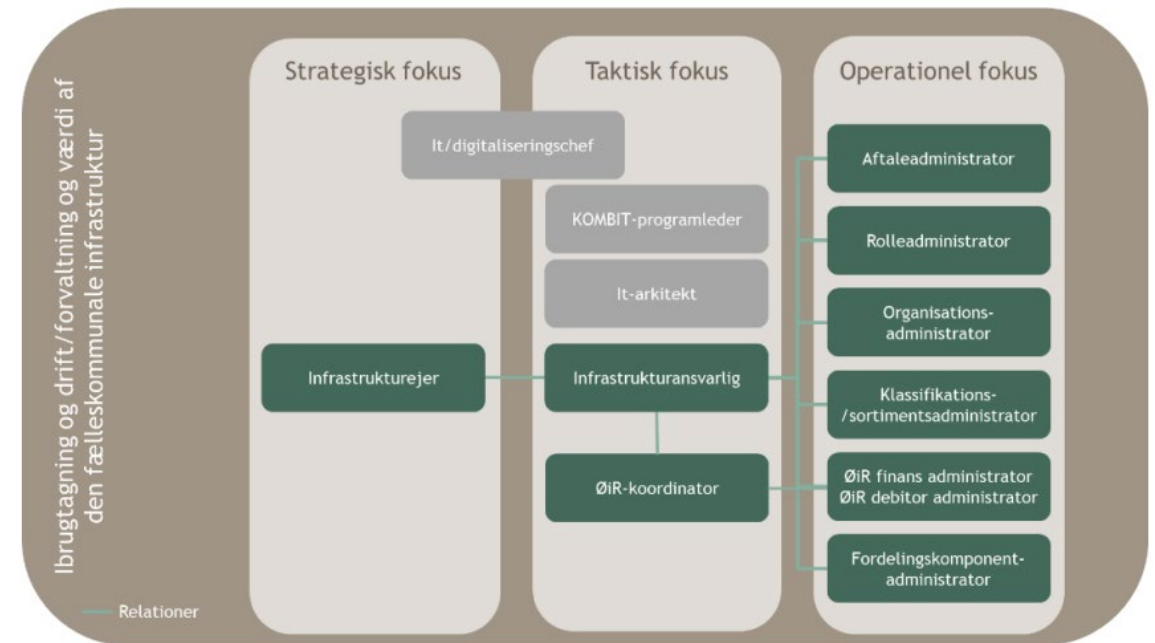 Ibrugtagning og drift/forvaltning og værdi af
den fælleskommunale infrastruktur
Strategisk fokus
Taktisk fokus
Operationel fokus
It/digitaliseringschef
KOMBIT-programleder
It-arkitekt
Infrastrukturejer
Infrastrukturansvarlig
ØiR-koordinator
Aftaleadministrator
Rolleadministrator
Organisations-
administrator
Klassifikations-
/sortimentsadministrator
ØiR finans administrator
ØiR debitor administrator
Fordelingskomponent-
administrator
Relationer